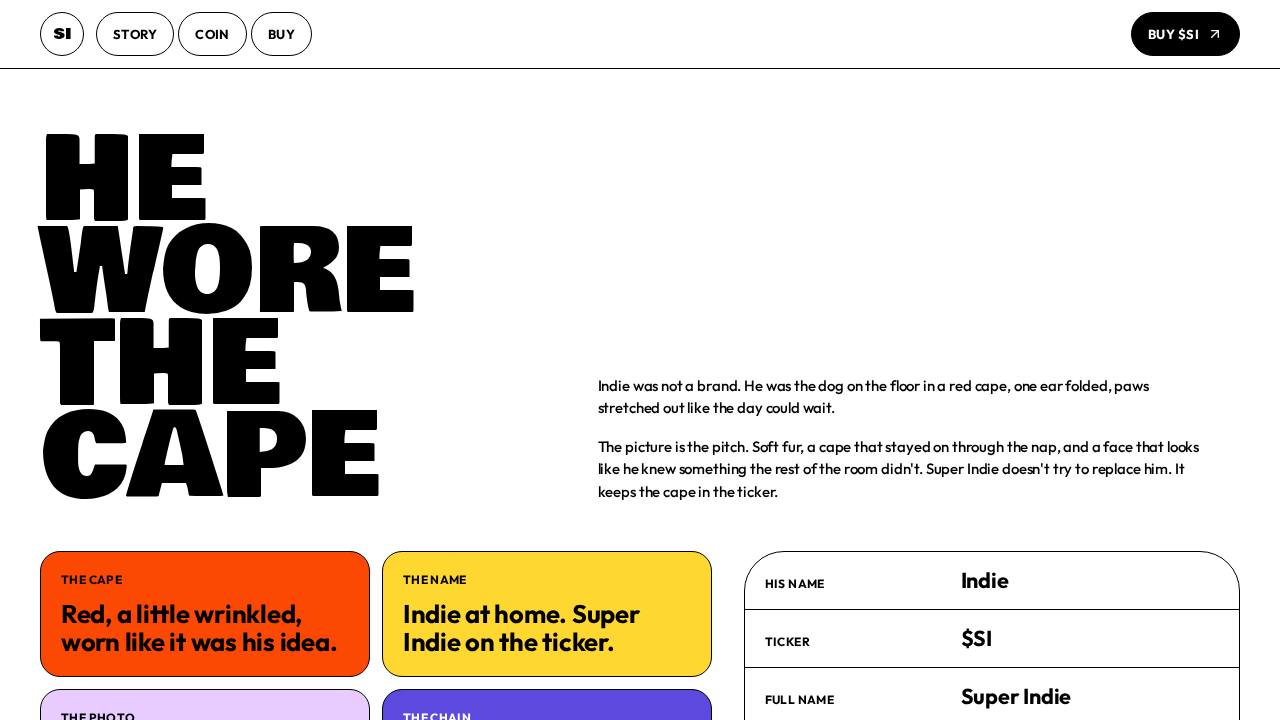 SI
STORY
COIN
BUY
BUY $SI
HE
WORE
THE
CAPE
Indie was not a brand. He was the dog on the floor in a red cape, one ear folded, paws
stretched out like the day could wait.
The picture is the pitch. Soft fur, a cape that stayed on through the nap, and a face that looks
like he knew something the rest of the room didn't. Super Indie doesn't try to replace him. It
keeps the cape in the ticker.
THE CAPE
Red, a little wrinkled,
worn like it was his idea.
THE NAME
Indie at home. Super
Indie on the ticker.
HIS NAME
Indie
TICKER
$SI
FULL NAME
Super Indie
THE PHOTO
THE CHAIN